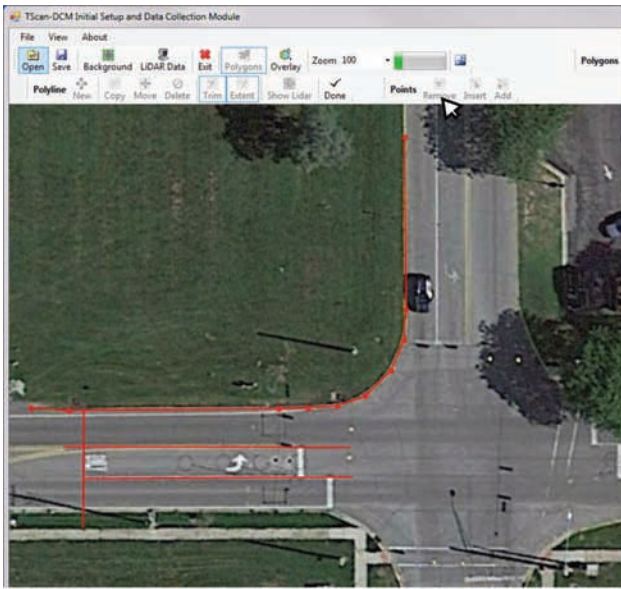 TScan-DCM Initial Setup and Data Collection Module
File View About
Open Save Background LiDAR Data Exit Polygons Overlay Zoom 100 Polygons
Polyline New Copy Move Delete Trim Extent Show Lidar Done Points Remove Insert Add